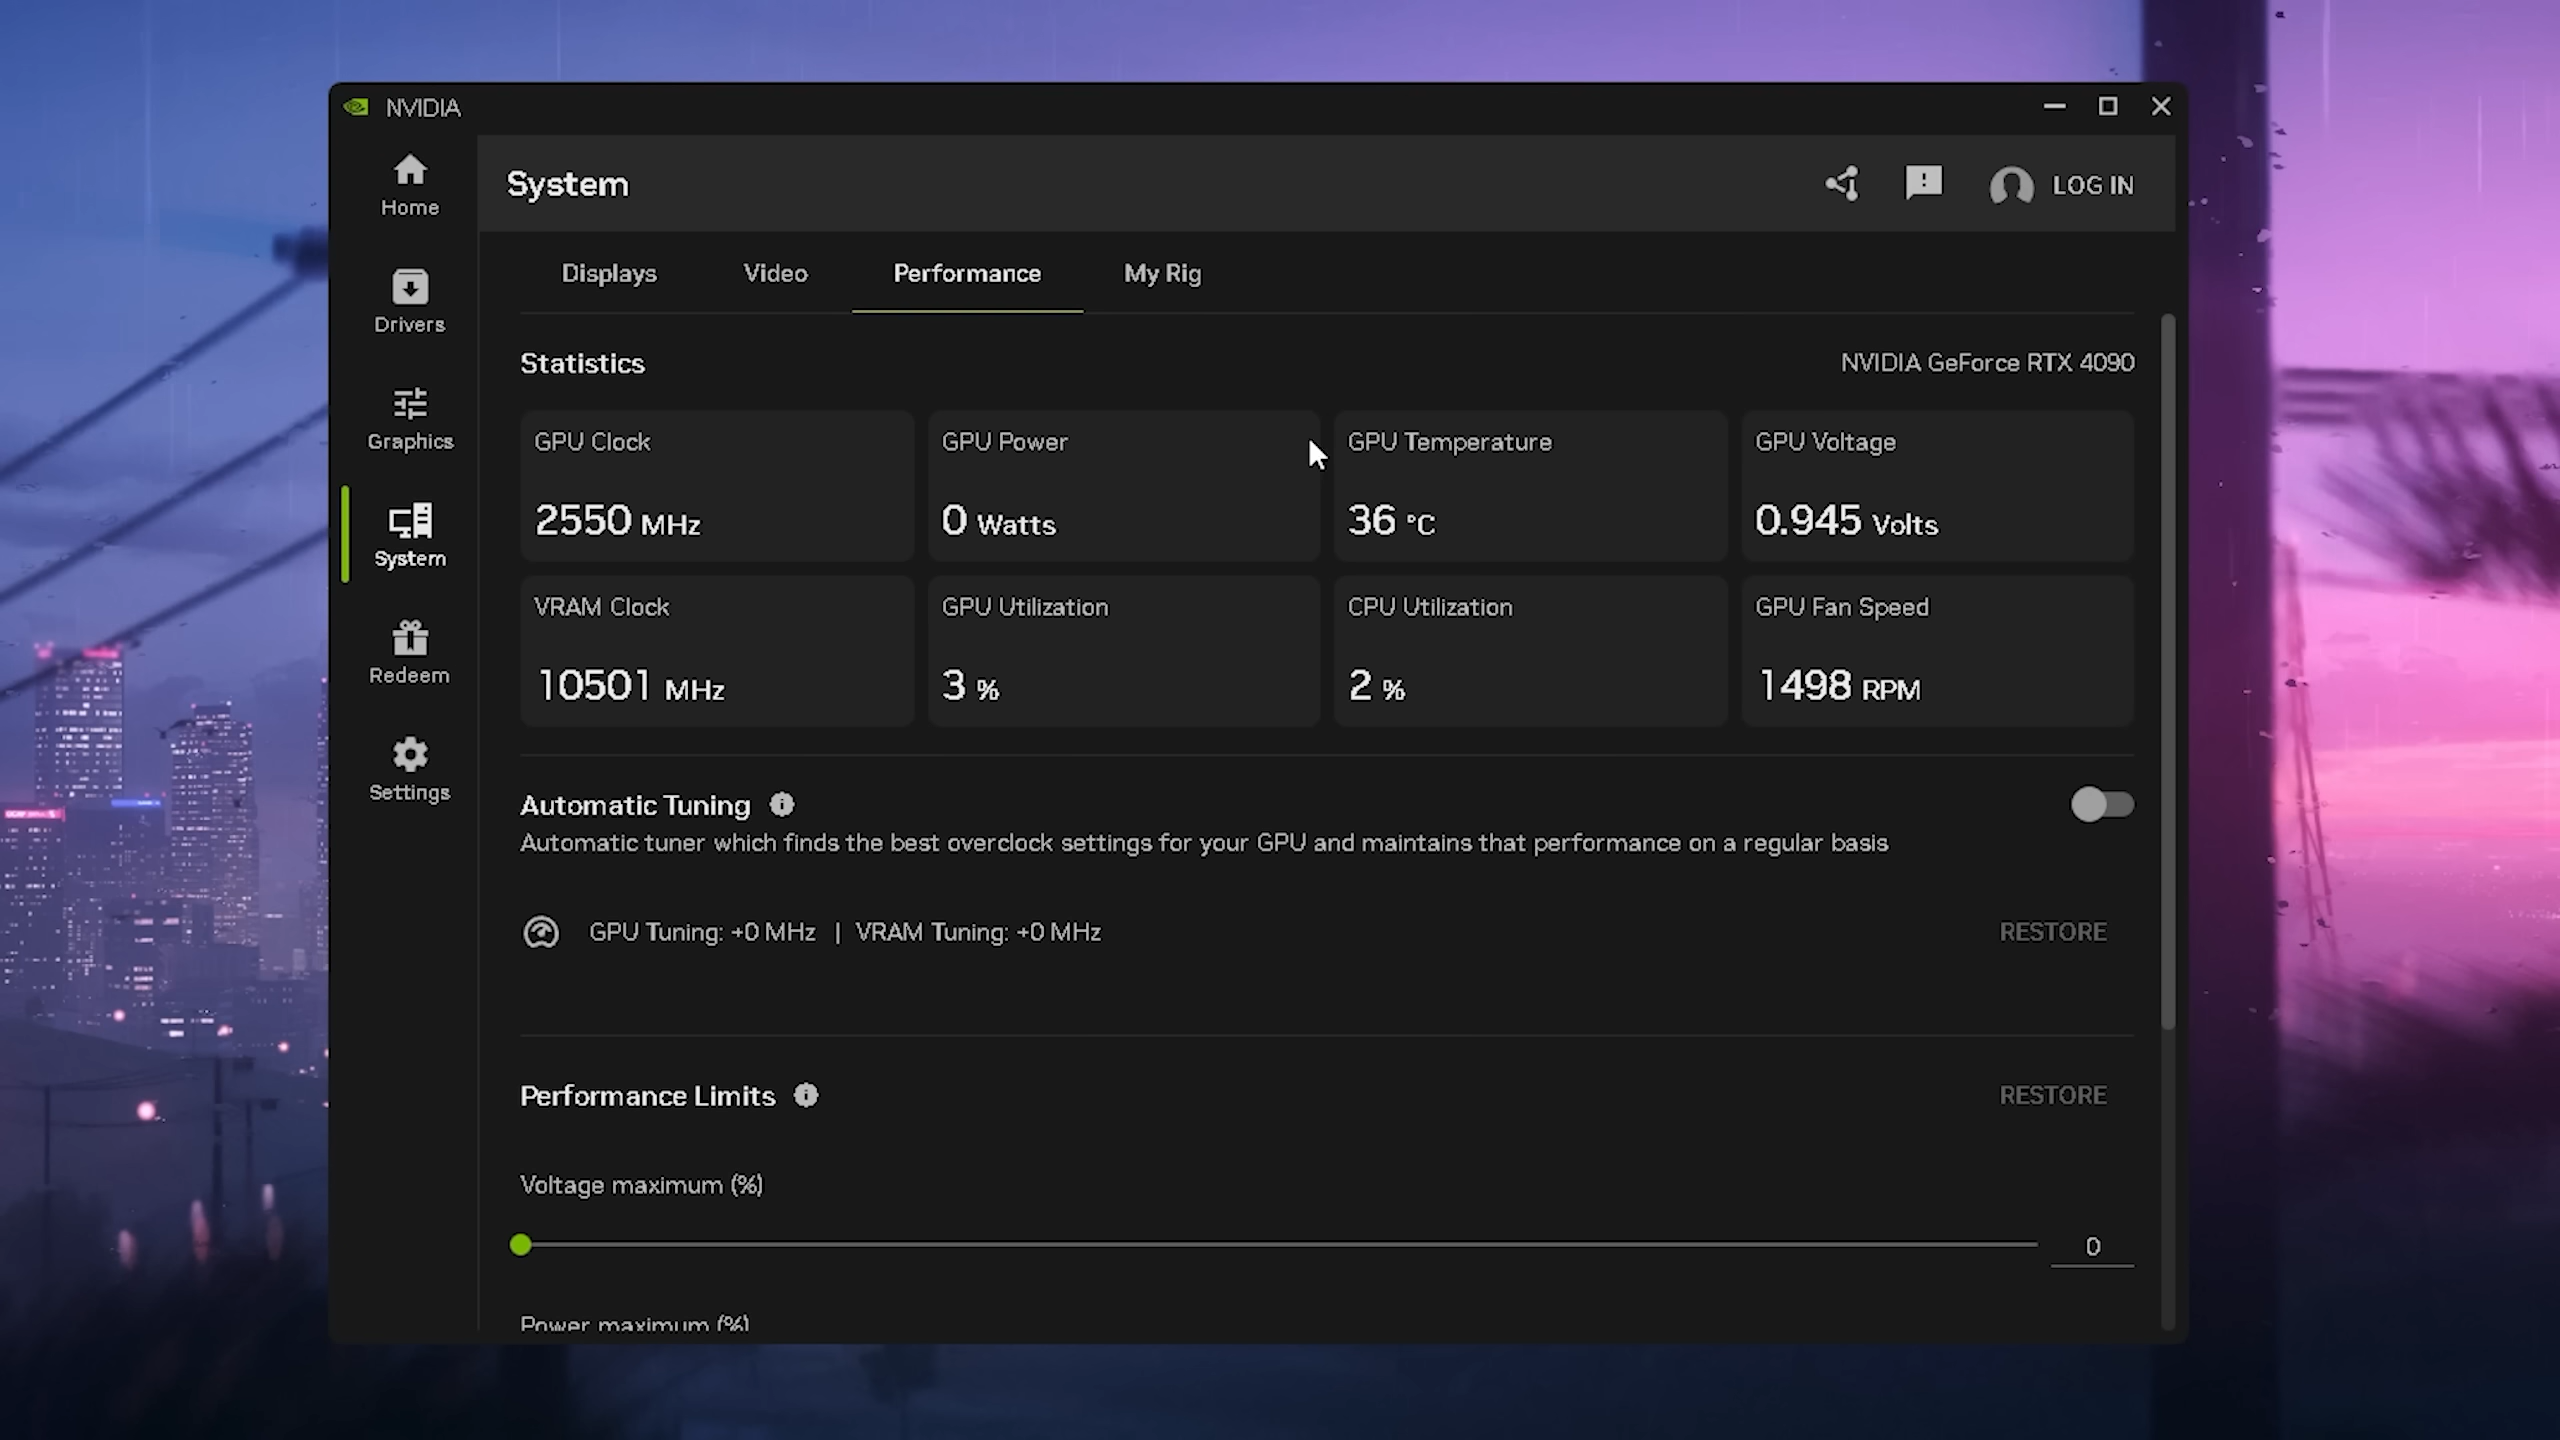 NVIDIA
Home
Drivers
Graphics
System
Redeem
Settings
System
LOG IN
Displays Video Performance My Rig
Statistics NVIDIA GeForce RTX 4090
GPU Clock GPU Power GPU Temperature GPU Voltage
2550 MHz 0 Watts 36 °C 0.945 Volts
VRAM Clock GPU Utilization CPU Utilization GPU Fan Speed
10501 MHz 3 % 2 % 1498 RPM
Automatic Tuning
Automatic tuner which finds the best overclock settings for your GPU and maintains that performance on a regular basis
GPU Tuning: +0 MHz | VRAM Tuning: +0 MHz RESTORE
Performance Limits RESTORE
Voltage maximum (%)
0
Power maximum (%)